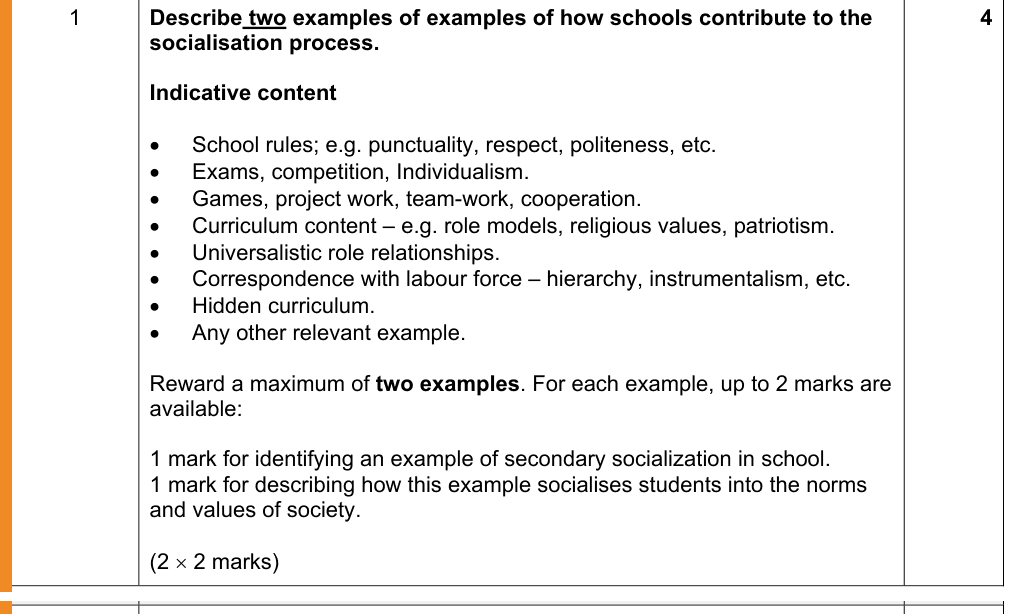 1 Describe two examples of examples of how schools contribute to the 4
socialisation process.
Indicative content
• School rules; e.g. punctuality, respect, politeness, etc.
• Exams, competition, Individualism.
• Games, project work, team-work, cooperation.
• Curriculum content – e.g. role models, religious values, patriotism.
• Universalistic role relationships.
• Correspondence with labour force – hierarchy, instrumentalism, etc.
• Hidden curriculum.
• Any other relevant example.
Reward a maximum of two examples. For each example, up to 2 marks are
available:
1 mark for identifying an example of secondary socialization in school.
1 mark for describing how this example socialises students into the norms
and values of society.
(2 × 2 marks)